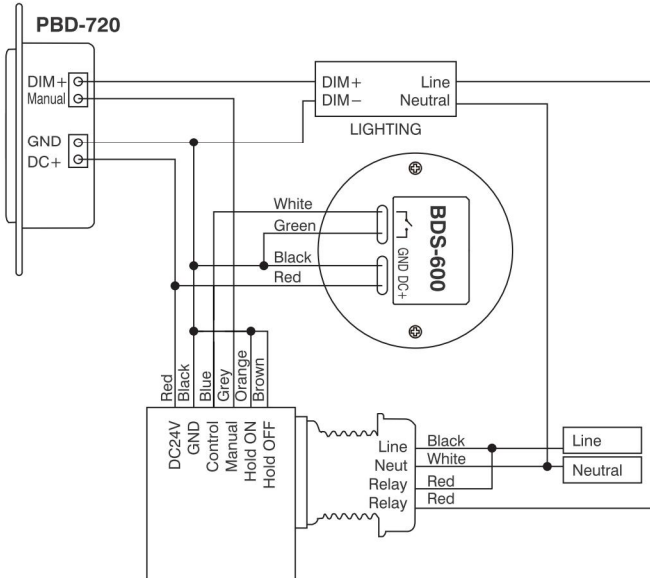 PBD-720
DIM+
Manual
GND
DC+
DIM+ Line
DIM− Neutral
LIGHTING
White
Green
Black
Red
BDS-600
GND DC+
Red
Black
Blue
Grey
Orange
Brown
DC24V
GND
Control
Manual
Hold ON
Hold OFF
Line Black
Neut White
Relay Red
Relay Red
Line
Neutral